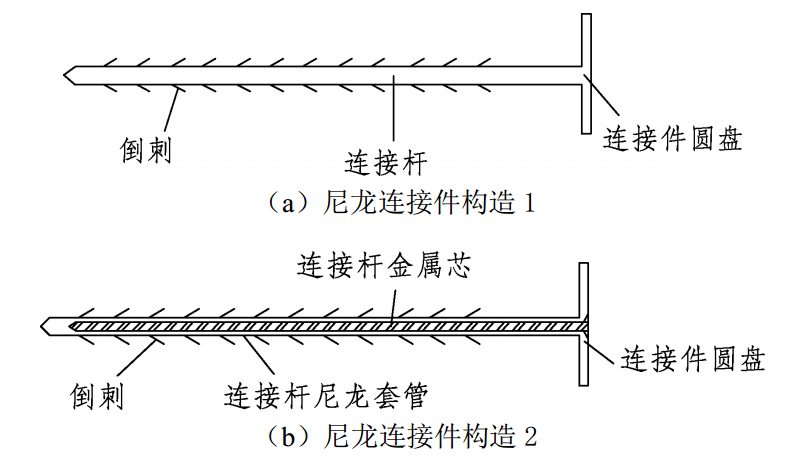 倒刺
连接杆
连接件圆盘
（a）尼龙连接件构造 1
连接杆金属芯
倒刺
连接杆尼龙套管
连接件圆盘
（b）尼龙连接件构造 2